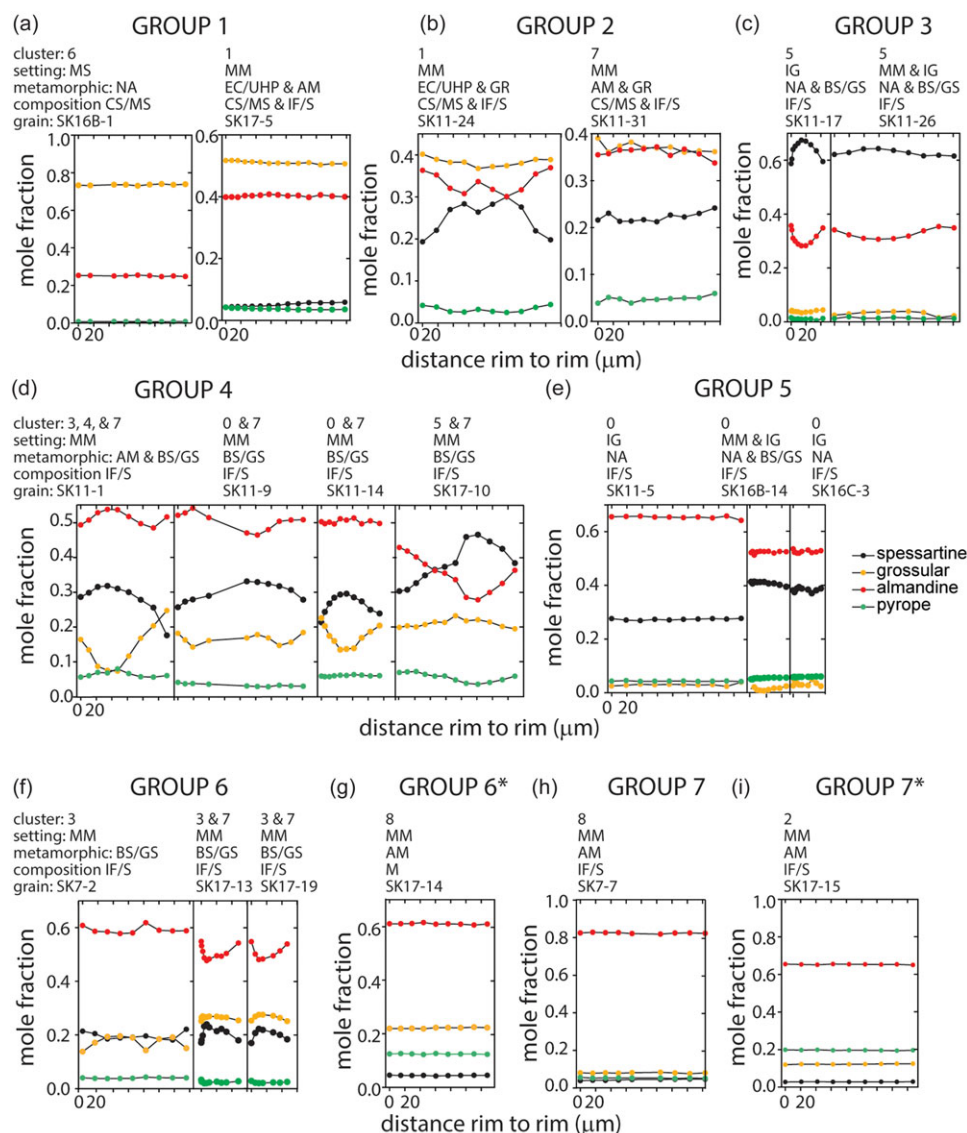 (a) GROUP 1
cluster: 6 1
setting: MS MM
metamorphic: NA EC/UHP & AM
composition CS/MS CS/MS & IF/S
grain: SK16B-1 SK17-5
(b) GROUP 2
1 7
MM MM
EC/UHP & GR AM & GR
CS/MS & IF/S CS/MS & IF/S
SK11-24 SK11-31
(c) GROUP 3
5 5
IG MM & IG
NA & BS/GS NA & BS/GS
IF/S IF/S
SK11-17 SK11-26
mole fraction
1.0
0.8
0.6
0.4
0.2
0.0
0 20
0.6
0.4
0.2
0.0
0 20
mole fraction
0.4
0.3
0.2
0.1
0.0
0 20
0.4
0.3
0.2
0.1
0.0
0 20
mole fraction
0.8
0.6
0.4
0.2
0.0
0 20
distance rim to rim (μm)
(d) GROUP 4
cluster: 3, 4, & 7 0 & 7 0 & 7 5 & 7
setting: MM MM MM MM
metamorphic: AM & BS/GS BS/GS BS/GS BS/GS
composition IF/S IF/S IF/S IF/S
grain: SK11-1 SK11-9 SK11-14 SK17-10
mole fraction
0.5
0.4
0.3
0.2
0.1
0.0
0 20
distance rim to rim (μm)
(e) GROUP 5
0 0 0
IG MM & IG IG
NA NA & BS/GS NA
IF/S IF/S IF/S
SK11-5 SK16B-14 SK16C-3
mole fraction
0.6
0.4
0.2
0.0
0 20
spessartine
grossular
almandine
pyrope
(f) GROUP 6
cluster: 3 3 & 7 3 & 7
setting: MM MM MM
metamorphic: BS/GS BS/GS BS/GS
composition IF/S IF/S IF/S
grain: SK7-2 SK17-13 SK17-19
(g) GROUP 6*
8
MM
AM
M
SK17-14
(h) GROUP 7
8
MM
AM
IF/S
SK7-7
(i) GROUP 7*
2
MM
AM
IF/S
SK17-15
mole fraction
0.6
0.4
0.2
0.0
0 20
mole fraction
0.8
0.6
0.4
0.2
0.0
0 20
mole fraction
1.0
0.8
0.6
0.4
0.2
0.0
0 20
mole fraction
1.0
0.8
0.6
0.4
0.2
0.0
0 20
distance rim to rim (μm)